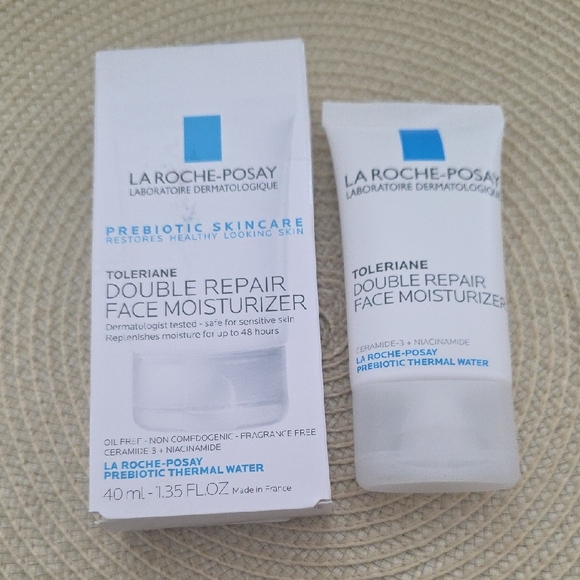 LA ROCHE-POSAY
LABORATOIRE DERMATOLOGIQUE
PREBIOTIC SKINCARE
RESTORES HEALTHY LOOKING SKIN
TOLERIANE
DOUBLE REPAIR
FACE MOISTURIZER
Dermatologist tested - safe for sensitive skin
Replenishes moisture for up to 48 hours
OIL FREE - NON COMEDOGENIC - FRAGRANCE FREE
CERAMIDE-3 + NIACINAMIDE
LA ROCHE-POSAY
PREBIOTIC THERMAL WATER
40 ml - 1.35 FL.OZ Made in France
LA ROCHE-POSAY
LABORATOIRE DERMATOLOGIQUE
TOLERIANE
DOUBLE REPAIR
FACE MOISTURIZER
CERAMIDE-3 + NIACINAMIDE
LA ROCHE-POSAY
PREBIOTIC THERMAL WATER